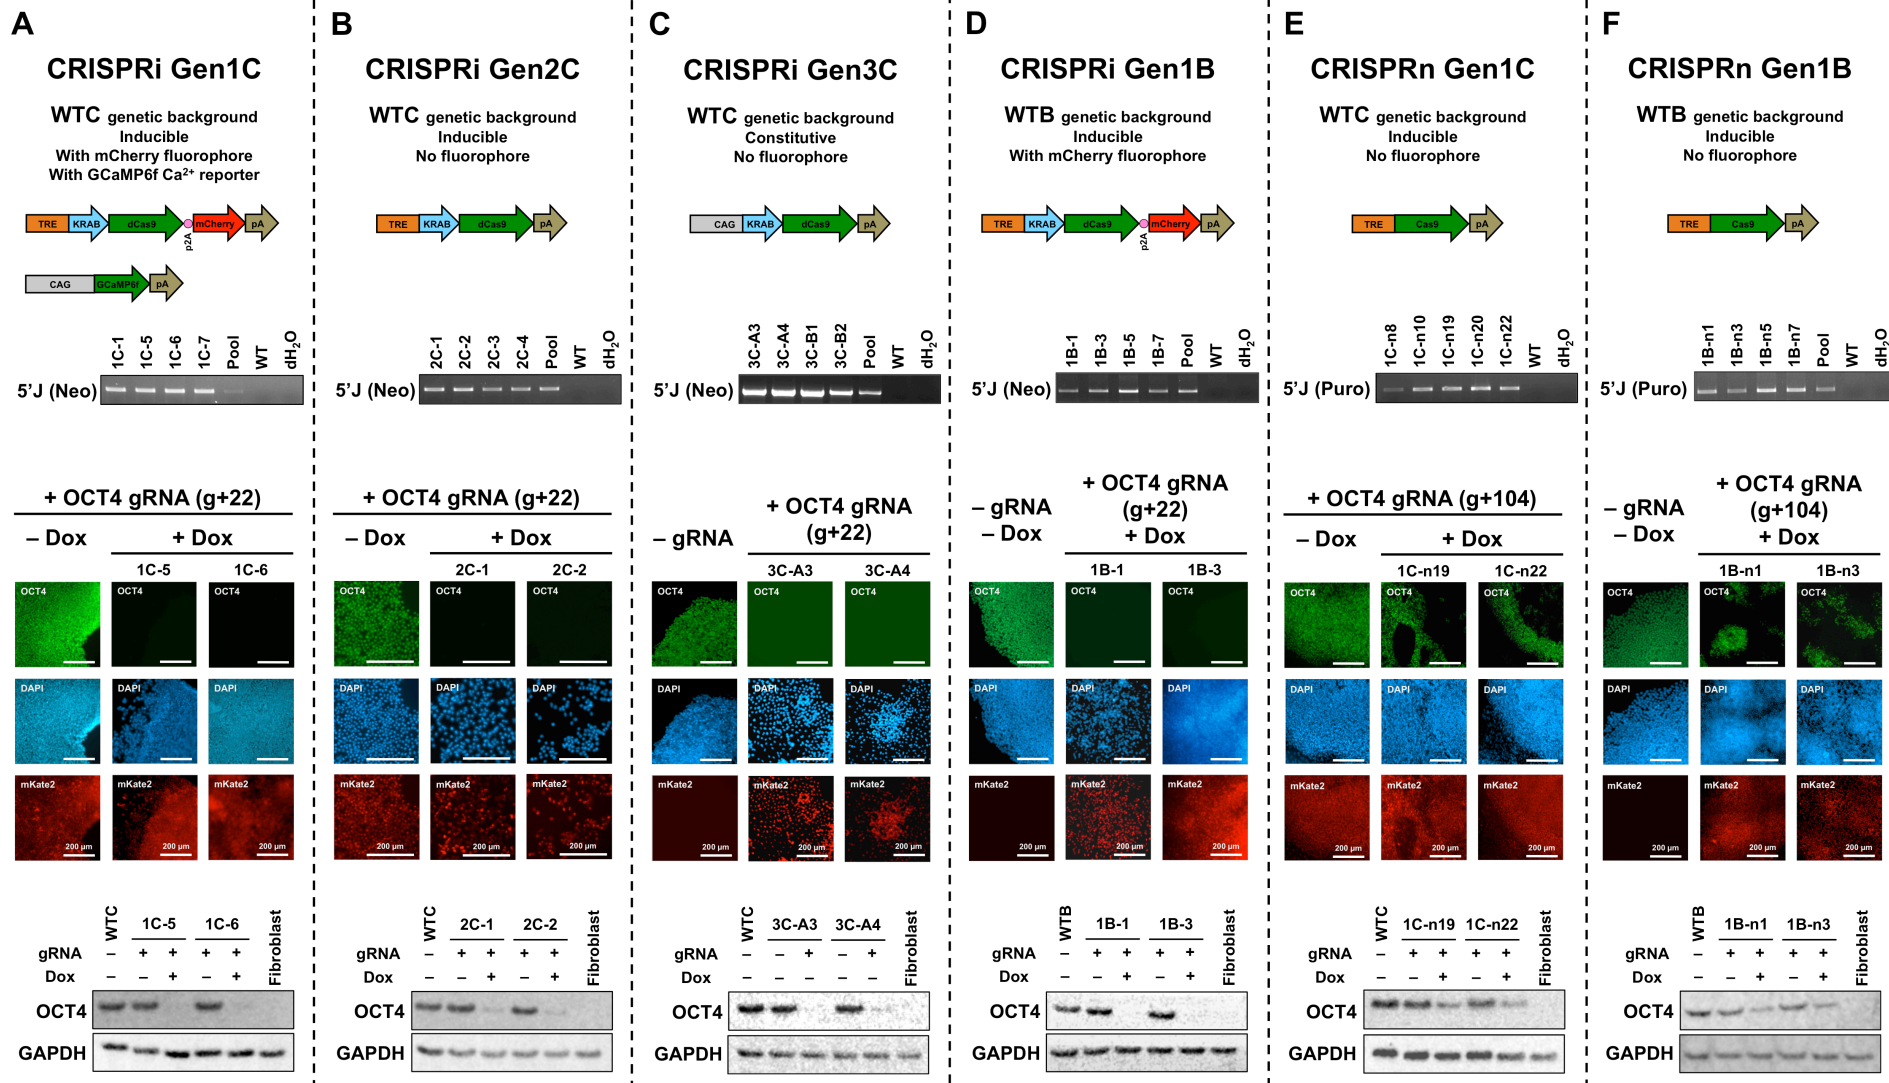 A
CRISPRi Gen1C
WTC genetic background
Inducible
With mCherry fluorophore
With GCaMP6f Ca²⁺ reporter
TRE KRAB dCas9 p2A mCherry pA
CAG GCaMP6f pA
1C-1 1C-5 1C-6 1C-7 Pool WT dH₂O
5'J (Neo)
+ OCT4 gRNA (g+22)
– Dox + Dox
1C-5 1C-6
OCT4 OCT4 OCT4
DAPI DAPI DAPI
mKate2 mKate2 mKate2
200 µm 200 µm
WTC 1C-5 1C-6 Fibroblast
gRNA – + + + +
Dox – – + – +
OCT4
GAPDH
B
CRISPRi Gen2C
WTC genetic background
Inducible
No fluorophore
TRE KRAB dCas9 pA
2C-1 2C-2 2C-3 2C-4 Pool WT dH₂O
5'J (Neo)
+ OCT4 gRNA (g+22)
– Dox + Dox
2C-1 2C-2
OCT4 OCT4 OCT4
DAPI DAPI DAPI
mKate2 mKate2 mKate2
200 µm 200 µm 200 µm
WTC 2C-1 2C-2 Fibroblast
gRNA – + + + +
Dox – – + – +
OCT4
GAPDH
C
CRISPRi Gen3C
WTC genetic background
Constitutive
No fluorophore
CAG KRAB dCas9 pA
3C-A3 3C-A4 3C-B1 3C-B2 Pool WT dH₂O
5'J (Neo)
– gRNA
+ OCT4 gRNA
(g+22)
3C-A3 3C-A4
OCT4 OCT4 OCT4
DAPI DAPI DAPI
mKate2 mKate2 mKate2
200 µm 200 µm 200 µm
WTC 3C-A3 3C-A4 Fibroblast
gRNA – – + – +
OCT4
GAPDH
D
CRISPRi Gen1B
WTB genetic background
Inducible
With mCherry fluorophore
TRE KRAB dCas9 p2A mCherry pA
1B-1 1B-3 1B-5 1B-7 Pool WT dH₂O
5'J (Neo)
– gRNA
– Dox
+ OCT4 gRNA
(g+22)
+ Dox
1B-1 1B-3
OCT4 OCT4 OCT4
DAPI DAPI DAPI
mKate2 mKate2 mKate2
200 µm 200 µm 200 µm
WTB 1B-1 1B-3 Fibroblast
gRNA – + + + +
Dox – – + – +
OCT4
GAPDH
E
CRISPRn Gen1C
WTC genetic background
Inducible
No fluorophore
TRE Cas9 pA
1C-n8 1C-n10 1C-n19 1C-n20 1C-n22 WT dH₂O
5'J (Puro)
+ OCT4 gRNA (g+104)
– Dox + Dox
1C-n19 1C-n22
OCT4 OCT4 OCT4
DAPI DAPI DAPI
mKate2 mKate2 mKate2
200 µm 200 µm 200 µm
WTC 1C-n19 1C-n22 Fibroblast
gRNA – + + + +
Dox – – + – +
OCT4
GAPDH
F
CRISPRn Gen1B
WTB genetic background
Inducible
No fluorophore
TRE Cas9 pA
1B-n1 1B-n3 1B-n5 1B-n7 Pool WT dH₂O
5'J (Puro)
– gRNA
– Dox
+ OCT4 gRNA
(g+104)
+ Dox
1B-n1 1B-n3
OCT4 OCT4 OCT4
DAPI DAPI DAPI
mKate2 mKate2 mKate2
200 µm 200 µm 200 µm
WTB 1B-n1 1B-n3 Fibroblast
gRNA – + + + +
Dox – – + – +
OCT4
GAPDH